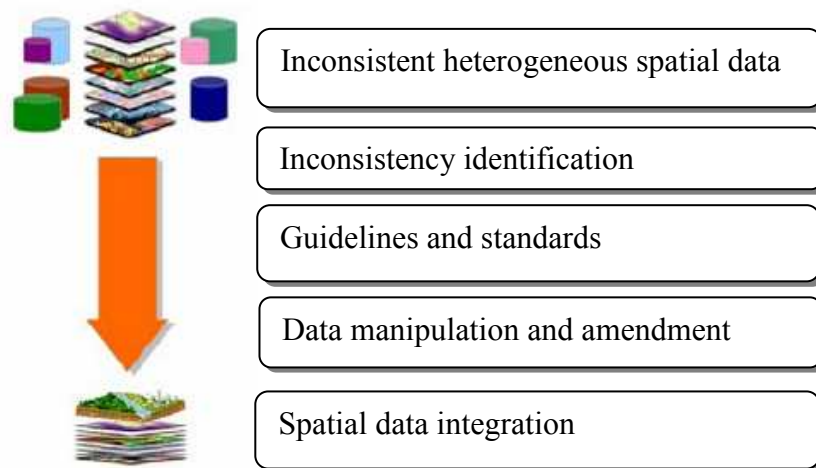 Inconsistent heterogeneous spatial data
Inconsistency identification
Guidelines and standards
Data manipulation and amendment
Spatial data integration